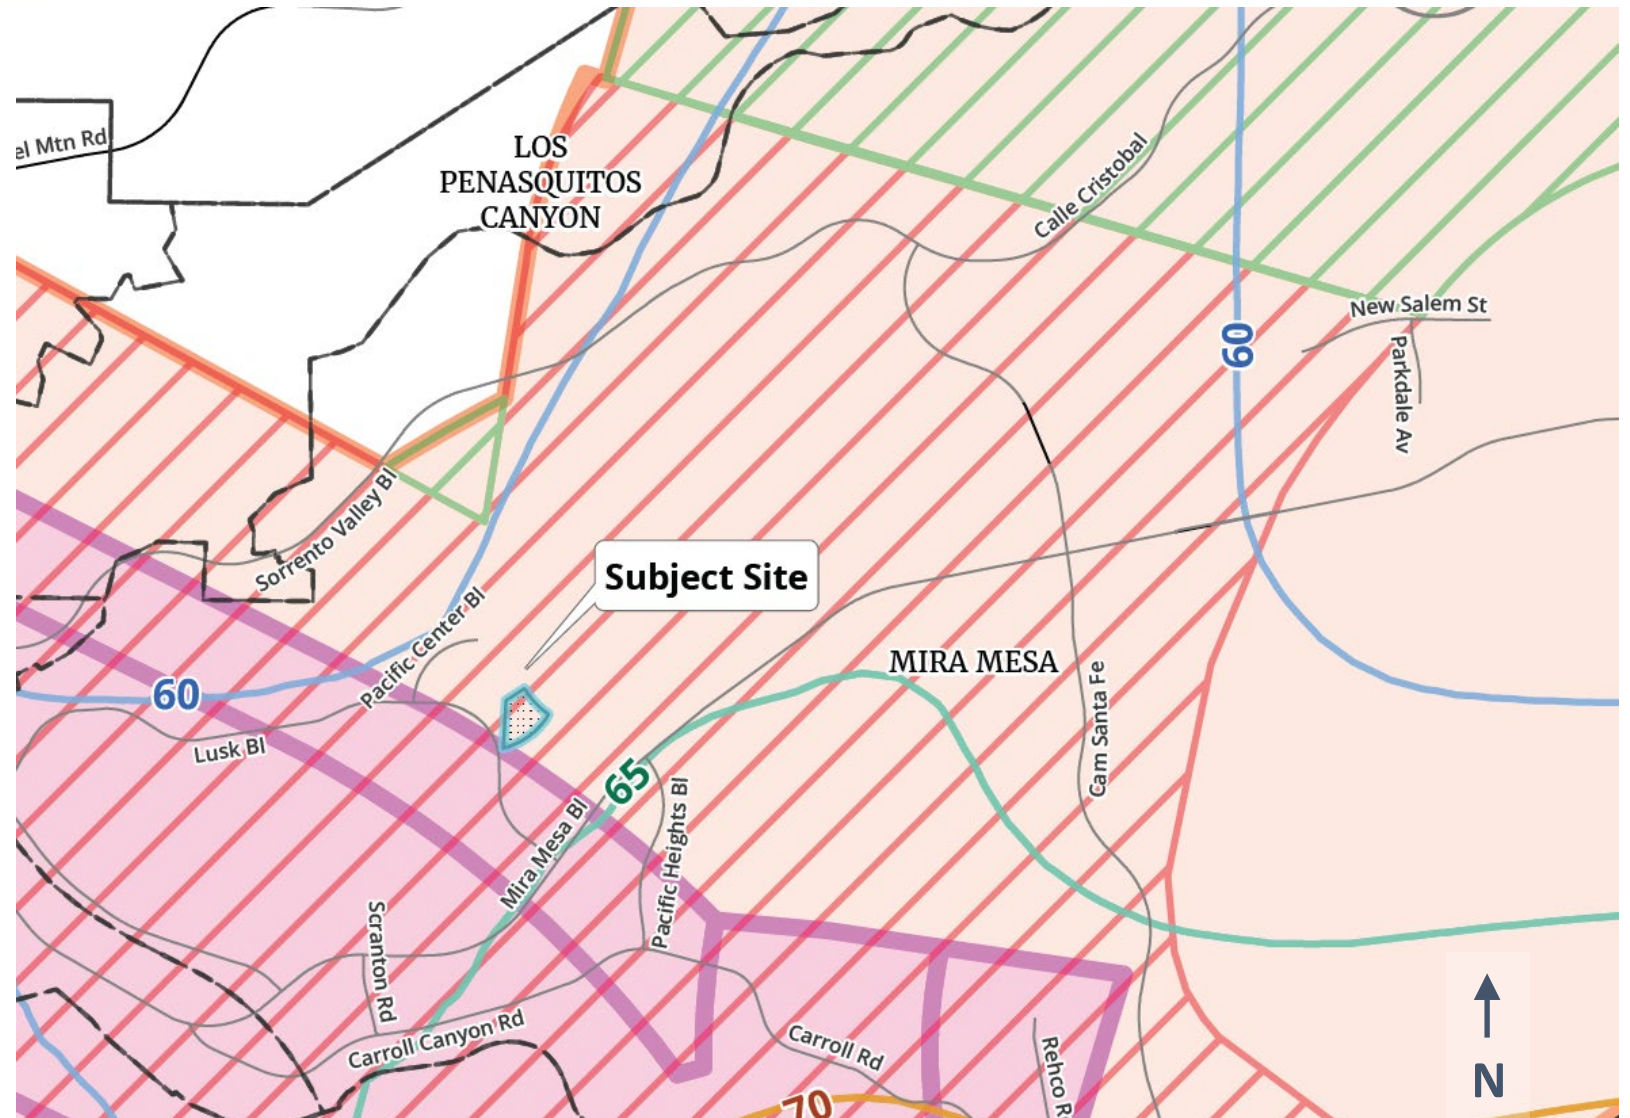 el Mtn Rd
LOS
PENASQUITOS
CANYON
Calle Cristobal
New Salem St
60
Parkdale Av
Sorrento Valley Bl
Subject Site
Pacific Center Bl
MIRA MESA
60
Cam Santa Fe
Lusk Bl
65
Mira Mesa Bl
Pacific Heights Bl
Scranton Rd
Carroll Canyon Rd
Carroll Rd
Rehco R
70
N